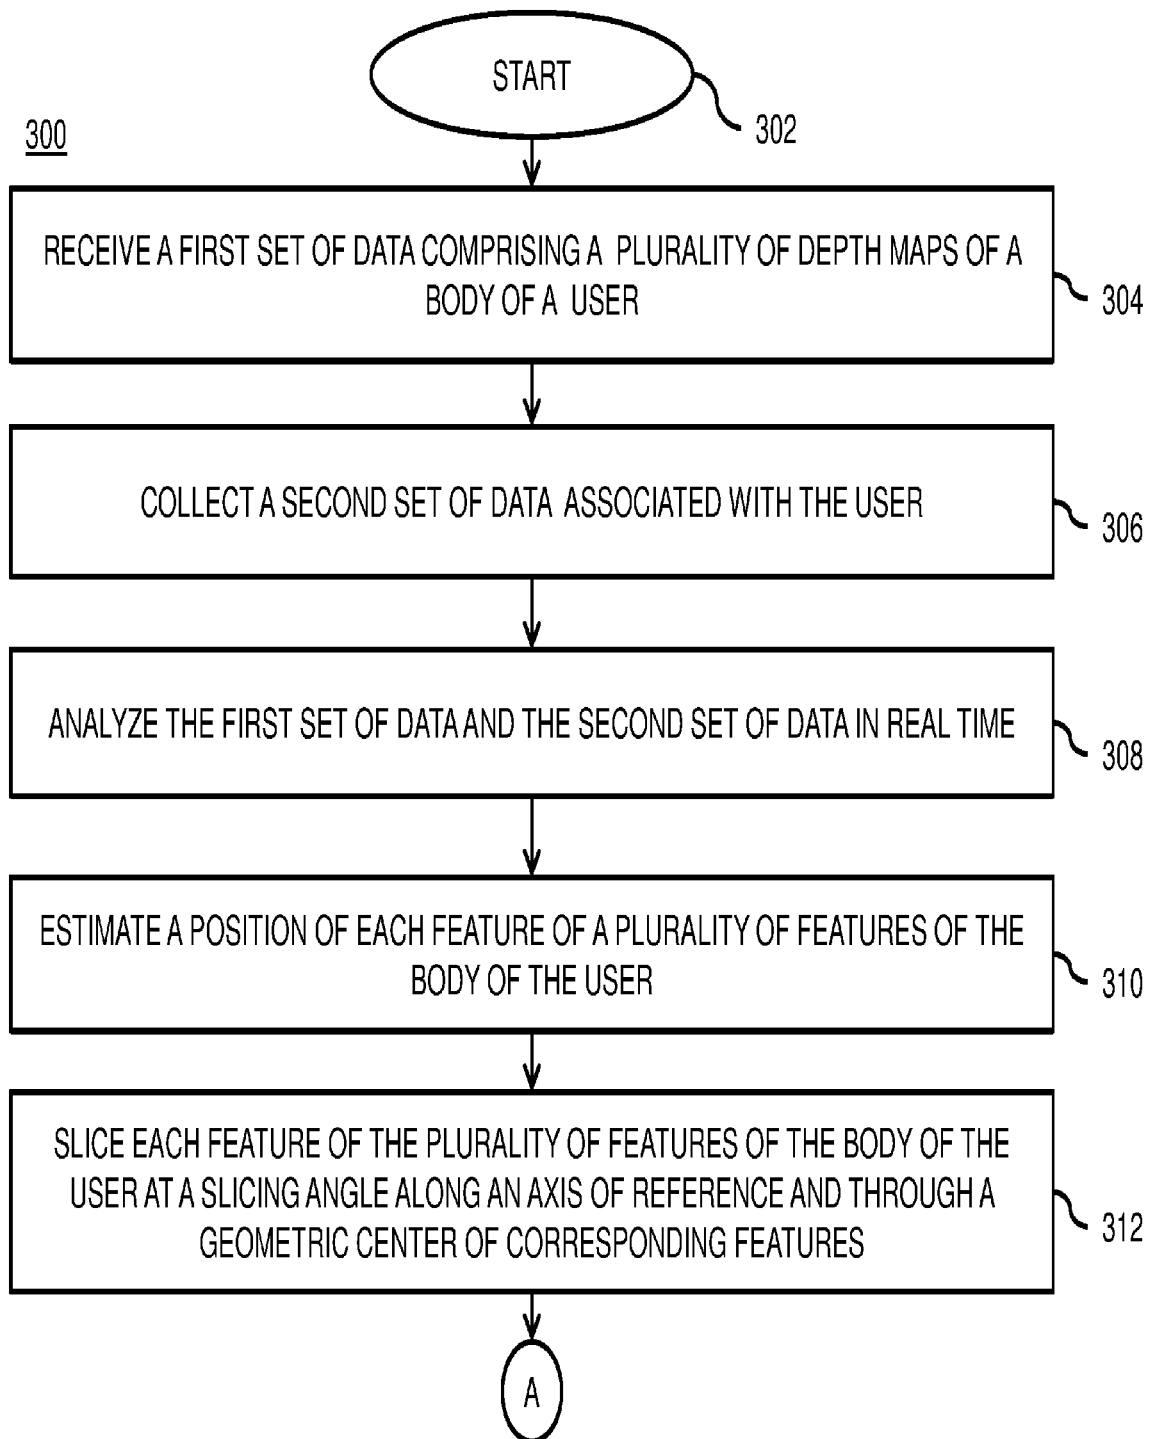 START
302
300
RECEIVE A FIRST SET OF DATA COMPRISING A PLURALITY OF DEPTH MAPS OF A
BODY OF A USER
304
COLLECT A SECOND SET OF DATA ASSOCIATED WITH THE USER
306
ANALYZE THE FIRST SET OF DATA AND THE SECOND SET OF DATA IN REAL TIME
308
ESTIMATE A POSITION OF EACH FEATURE OF A PLURALITY OF FEATURES OF THE
BODY OF THE USER
310
SLICE EACH FEATURE OF THE PLURALITY OF FEATURES OF THE BODY OF THE
USER AT A SLICING ANGLE ALONG AN AXIS OF REFERENCE AND THROUGH A
GEOMETRIC CENTER OF CORRESPONDING FEATURES
312
A